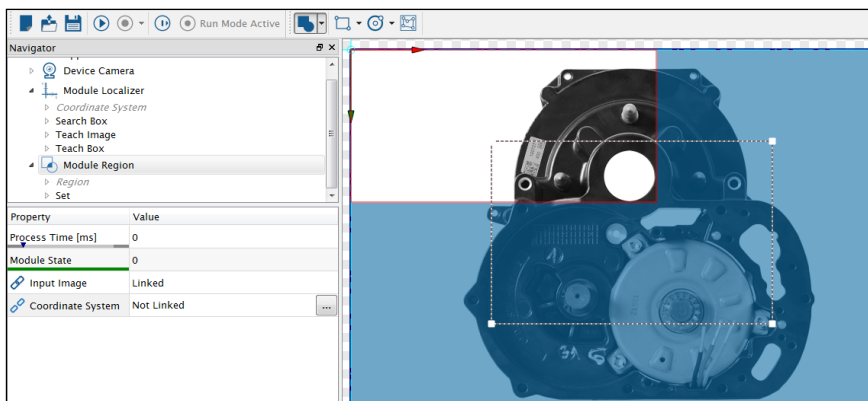 Run Mode Active
Navigator
Device Camera
Module Localizer
Coordinate System
Search Box
Teach Image
Teach Box
Module Region
Region
Set
Property Value
Process Time [ms] 0
Module State 0
Input Image Linked
Coordinate System Not Linked ...